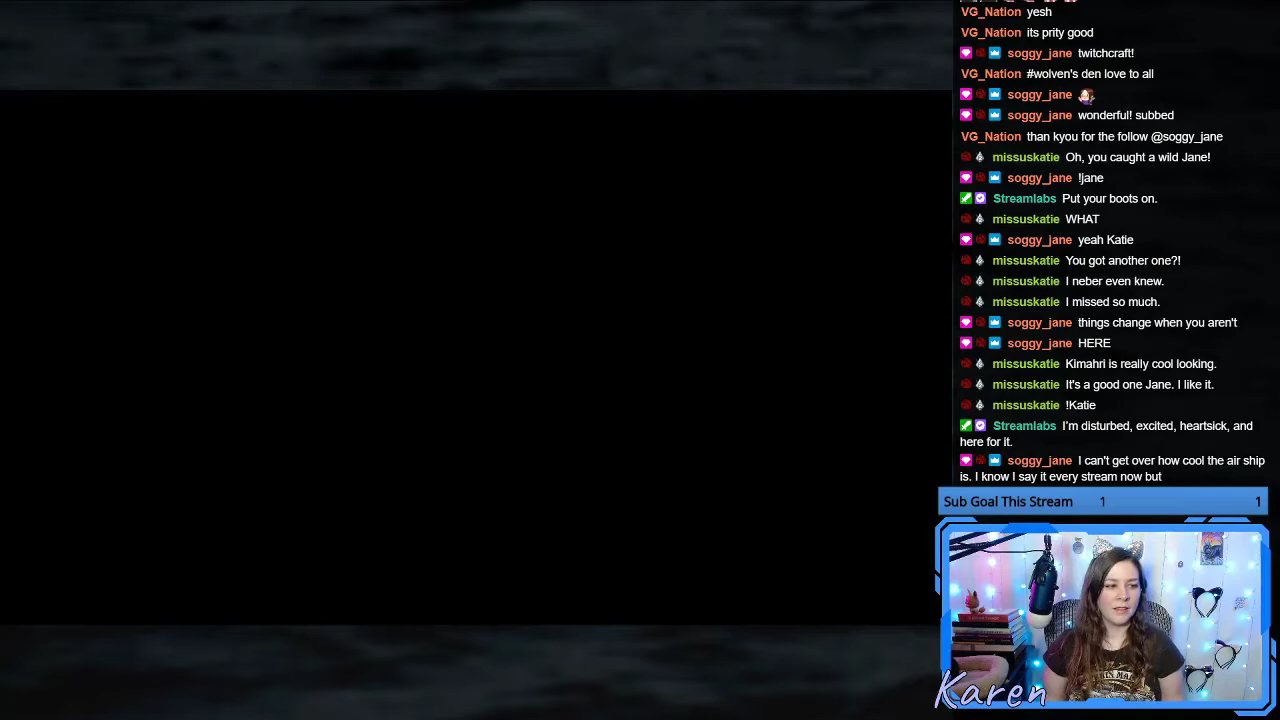 VG_Nation yesh
VG_Nation its prity good
soggy_jane twitchcraft!
VG_Nation #wolven's den love to all
soggy_jane
soggy_jane wonderful! subbed
VG_Nation than kyou for the follow @soggy_jane
missuskatie Oh, you caught a wild Jane!
soggy_jane !jane
Streamlabs Put your boots on.
missuskatie WHAT
soggy_jane yeah Katie
missuskatie You got another one?!
missuskatie I neber even knew.
missuskatie I missed so much.
soggy_jane things change when you aren't
soggy_jane HERE
missuskatie Kimahri is really cool looking.
missuskatie It's a good one Jane. I like it.
missuskatie !Katie
Streamlabs I'm disturbed, excited, heartsick, and
here for it.
soggy_jane I can't get over how cool the air ship
is. I know I say it every stream now but
Sub Goal This Stream 1 1
Karen